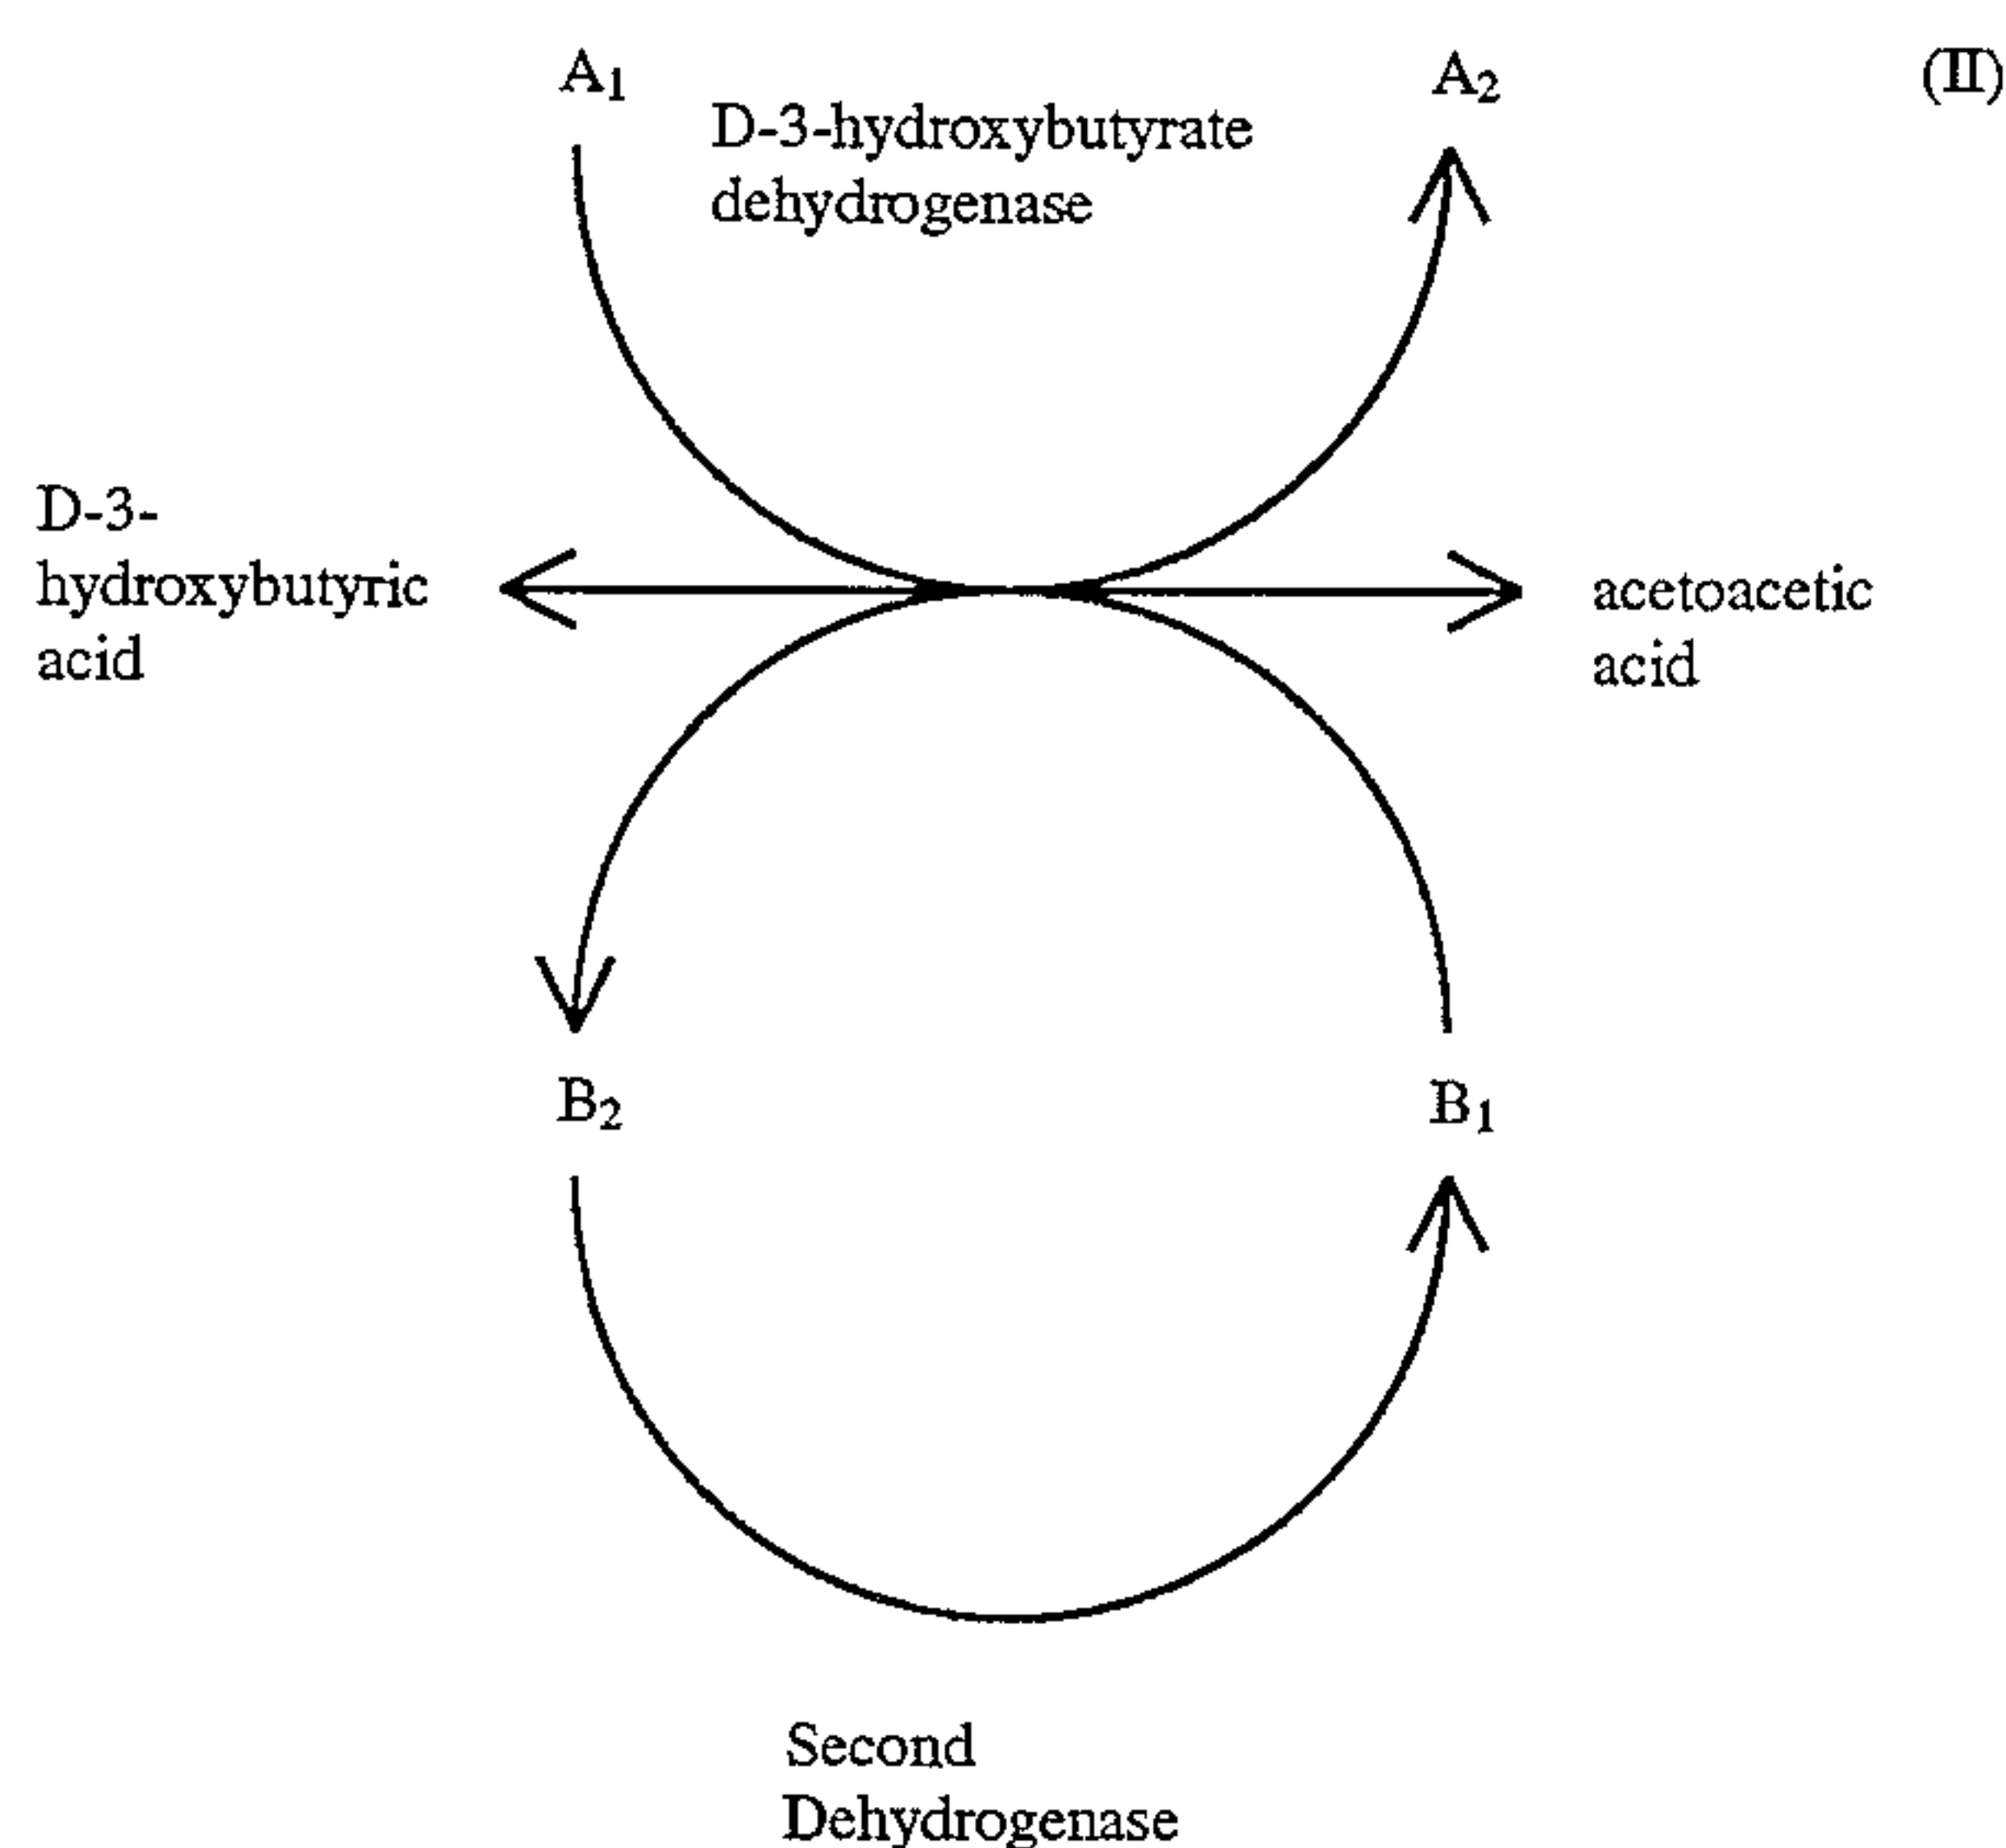 A₁
A₂
(II)
D-3-hydroxybutyrate
dehydrogenase
D-3-
hydroxybutyric
acid
acetoacetic
acid
B₂
B₁
Second
Dehydrogenase